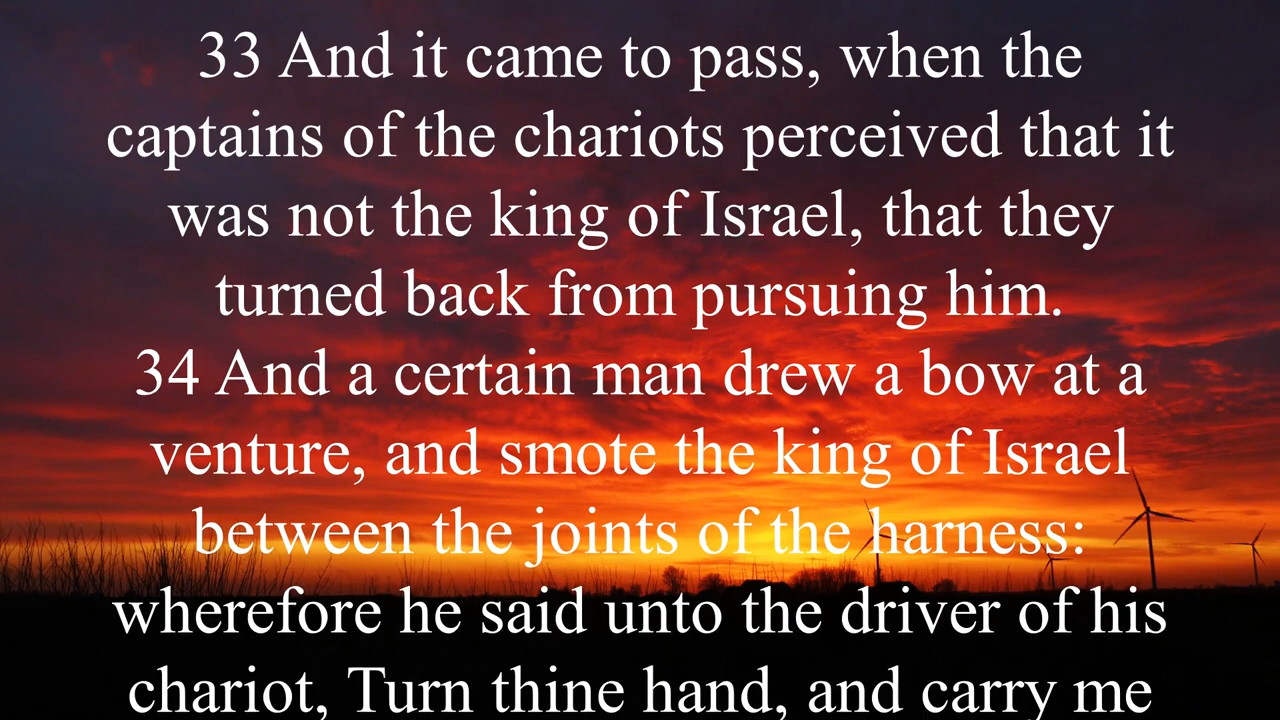 33 And it came to pass, when the
captains of the chariots perceived that it
was not the king of Israel, that they
turned back from pursuing him.
34 And a certain man drew a bow at a
venture, and smote the king of Israel
between the joints of the harness:
wherefore he said unto the driver of his
chariot, Turn thine hand, and carry me